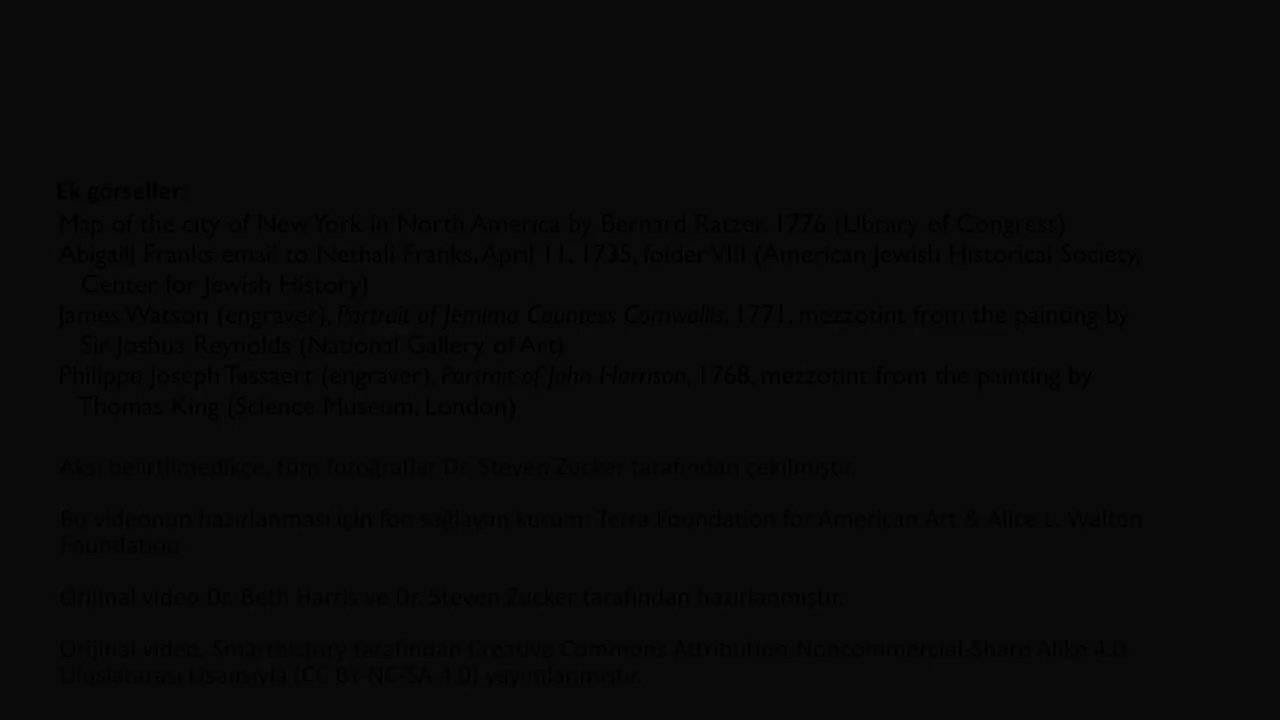 Ek görseller:
Map of the city of New York in North America by Bernard Ratzer 1776 (Library of Congress)
Abigaill Franks email to Nethali Franks, April 11, 1735, folder VIII (American Jewish Historical Society,
Center for Jewish History)
James Watson (engraver), Portrait of Jemima Countess Cornwallis, 1771, mezzotint from the painting by
Sir Joshua Reynolds (National Gallery of Art)
Philippe Joseph Tassaert (engraver), Portrait of John Harrison, 1768, mezzotint from the painting by
Thomas King (Science Museum, London)
Aksi belirtilmedikçe, tüm fotoğraflar Dr. Steven Zucker tarafından çekilmiştir.
Bu videonun hazırlanması için fon sağlayan kurum: Terra Foundation for American Art & Alice L. Walton
Foundation
Orijinal video Dr. Beth Harris ve Dr. Steven Zucker tarafından hazırlanmıştır.
Orijinal video, Smarthistory tarafından Creative Commons Attribution-Noncommercial-Share Alike 4.0
Uluslararası Lisansıyla (CC BY-NC-SA 4.0) yayımlanmıştır.